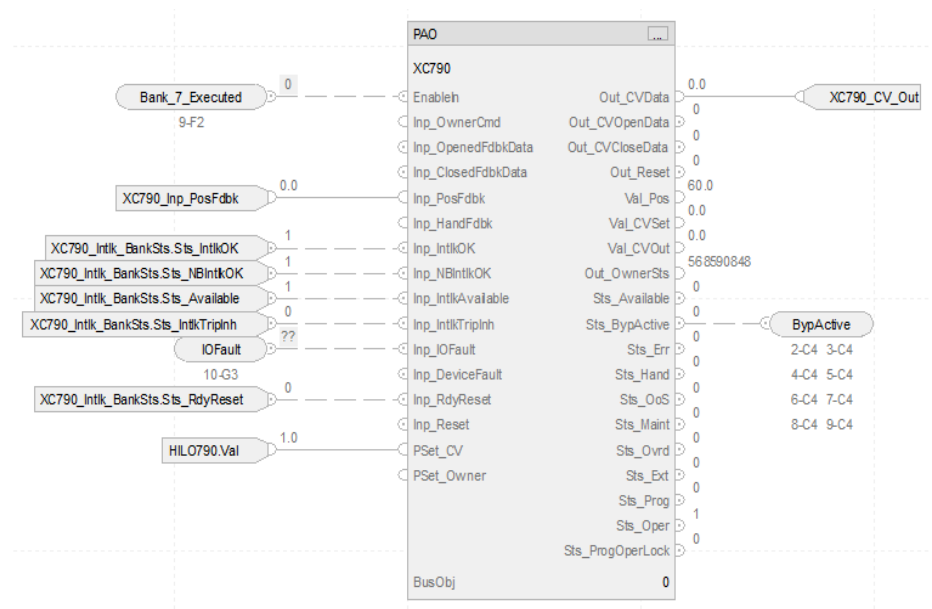 PAO ...
XC790
Bank_7_Executed 0 EnableIn Out_CVData 0.0 XC790_CV_Out
9-F2 Inp_OwnerCmd Out_CVOpenData 0
Inp_OpenedFdbkData Out_CVCloseData 0
Inp_ClosedFdbkData Out_Reset 0
XC790_Inp_PosFdbk 0.0 Inp_PosFdbk Val_Pos 60.0
Inp_HandFdbk Val_CVSet 0.0
XC790_Intlk_BankSts.Sts_IntlkOK 1 Inp_IntlkOK Val_CVOut 0.0
XC790_Intlk_BankSts.Sts_NBIntlkOK 1 Inp_NBIntlkOK Out_OwnerSts 568590848
XC790_Intlk_BankSts.Sts_Available 1 Inp_IntlkAvailable Sts_Available 0
XC790_Intlk_BankSts.Sts_IntlkTripInh 0 Inp_IntlkTripInh Sts_BypActive 0 BypActive
IOFault ?? Inp_IOFault Sts_Err 0 2-C4 3-C4
10-G3 Inp_DeviceFault Sts_Hand 0 4-C4 5-C4
XC790_Intlk_BankSts.Sts_RdyReset 0 Inp_RdyReset Sts_OoS 0 6-C4 7-C4
Inp_Reset Sts_Maint 0 8-C4 9-C4
HILO790.Val 1.0 PSet_CV Sts_Ovrd 0
PSet_Owner Sts_Ext 0
Sts_Prog 0
Sts_Oper 1
Sts_ProgOperLock 0
BusObj 0